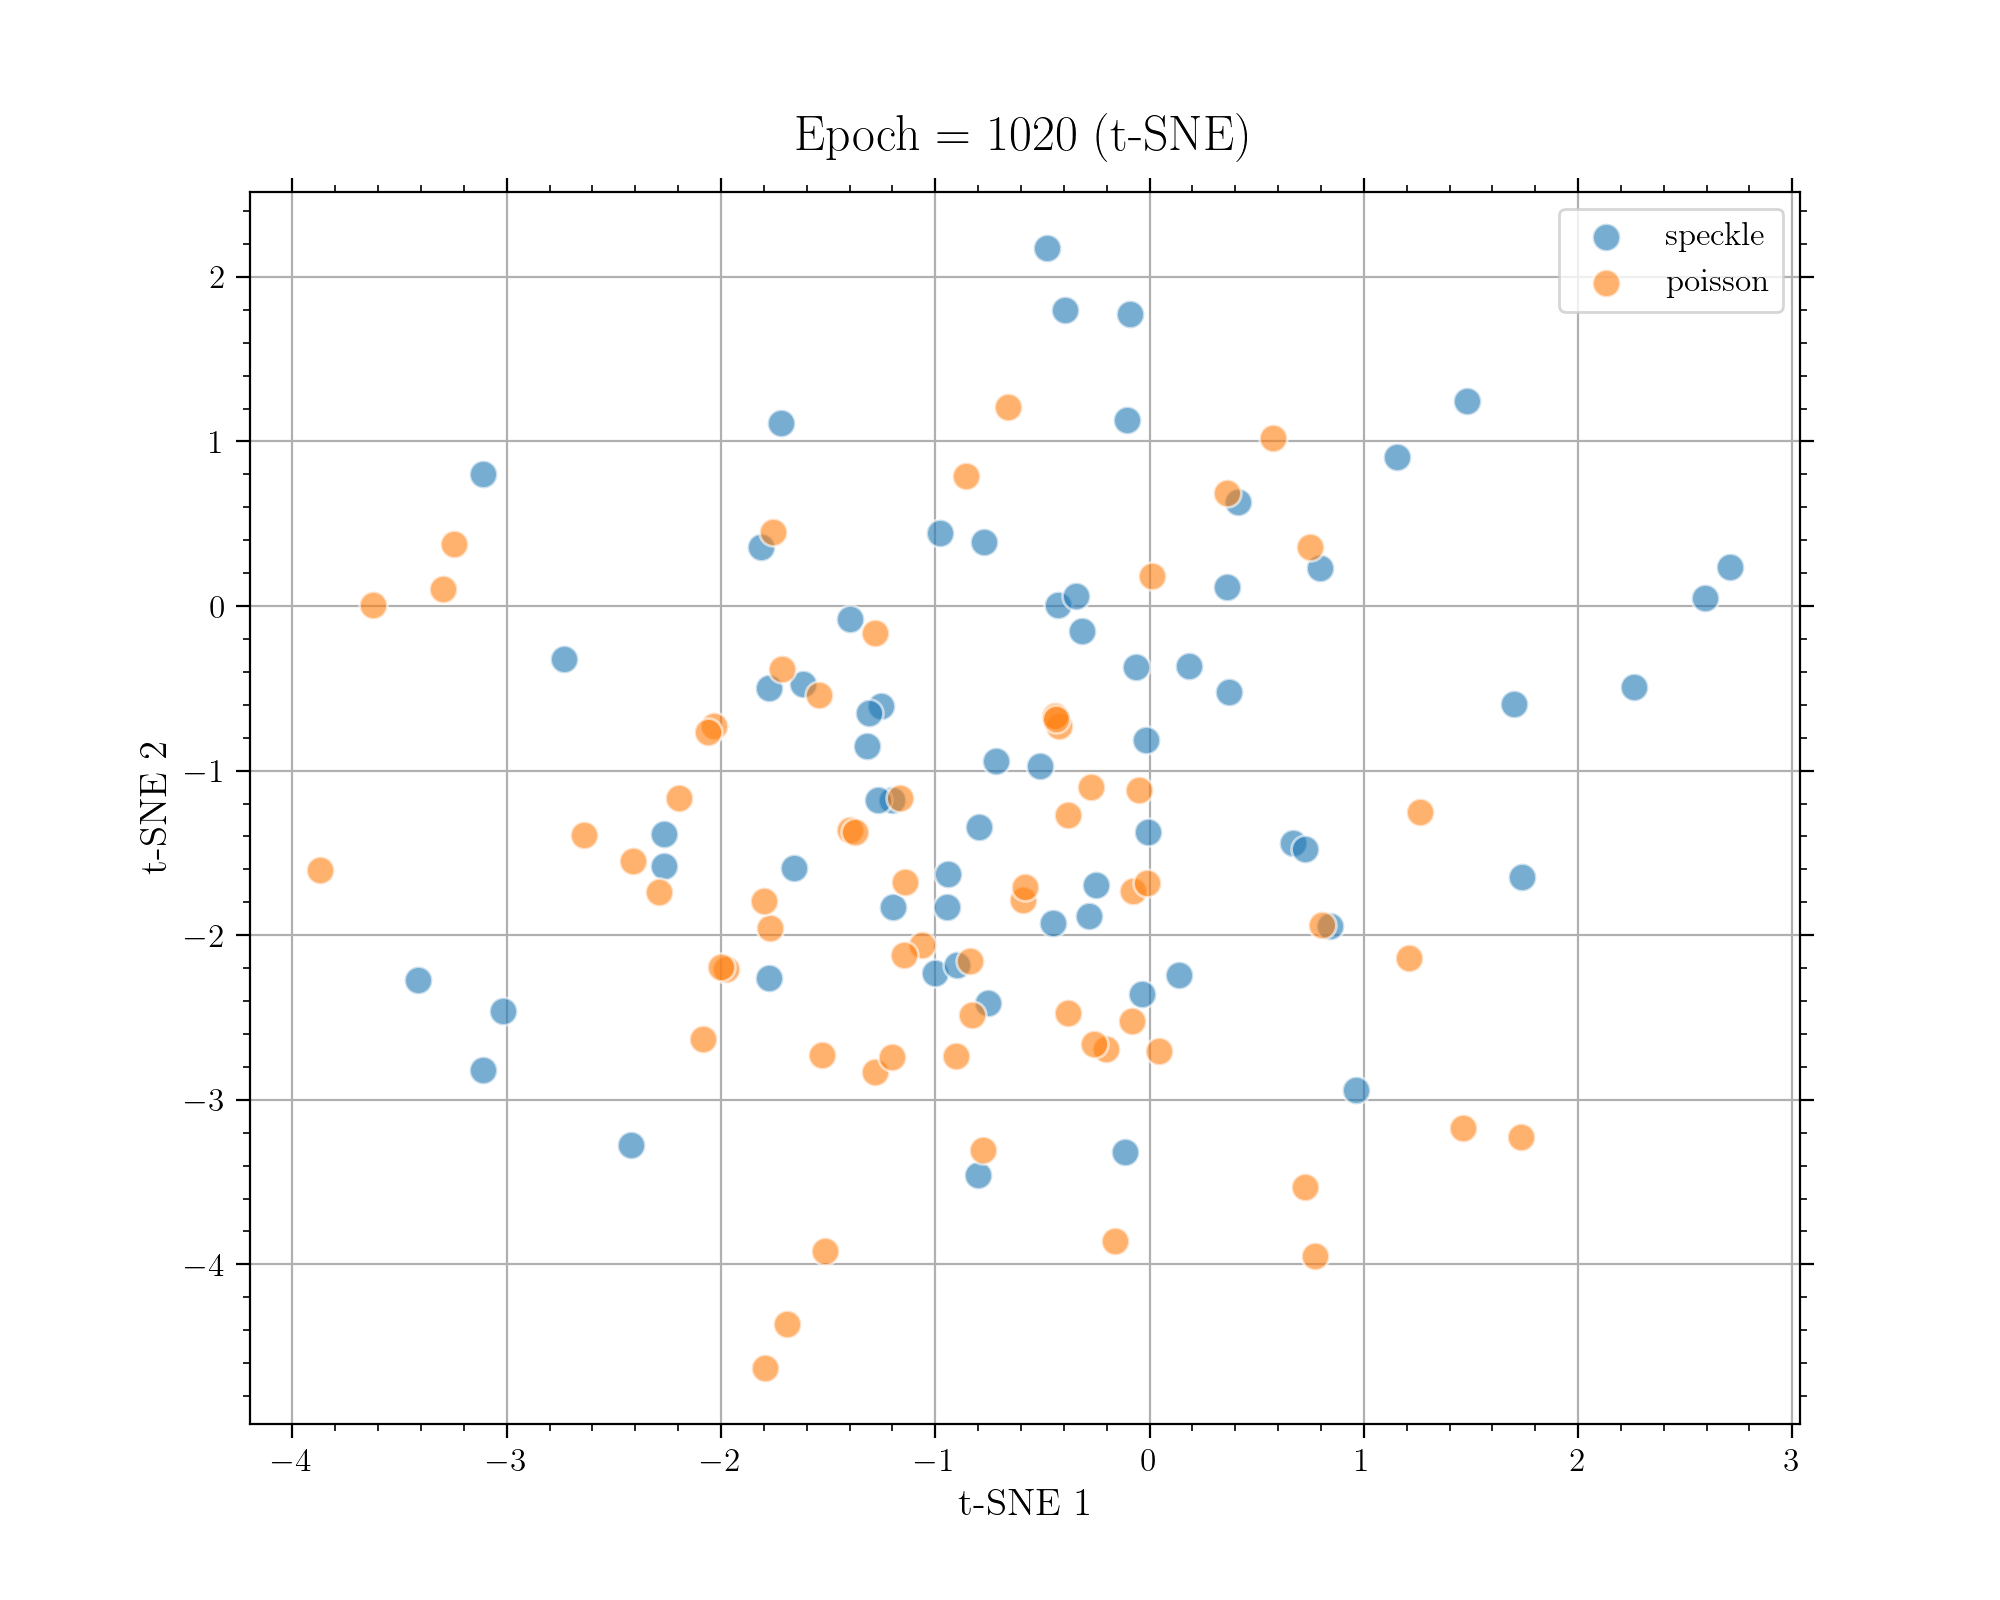 Epoch = 1020 (t-SNE)
speckle
poisson
2
1
0
−1
−2
−3
−4
t-SNE 2
−4 −3 −2 −1 0 1 2 3
t-SNE 1